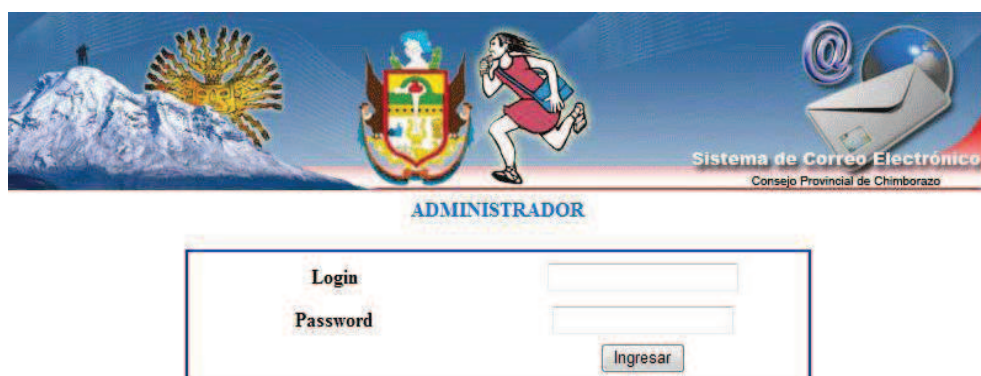 @
Sistema de Correo Electrónico
Consejo Provincial de Chimborazo
ADMINISTRADOR
Login
Password
Ingresar